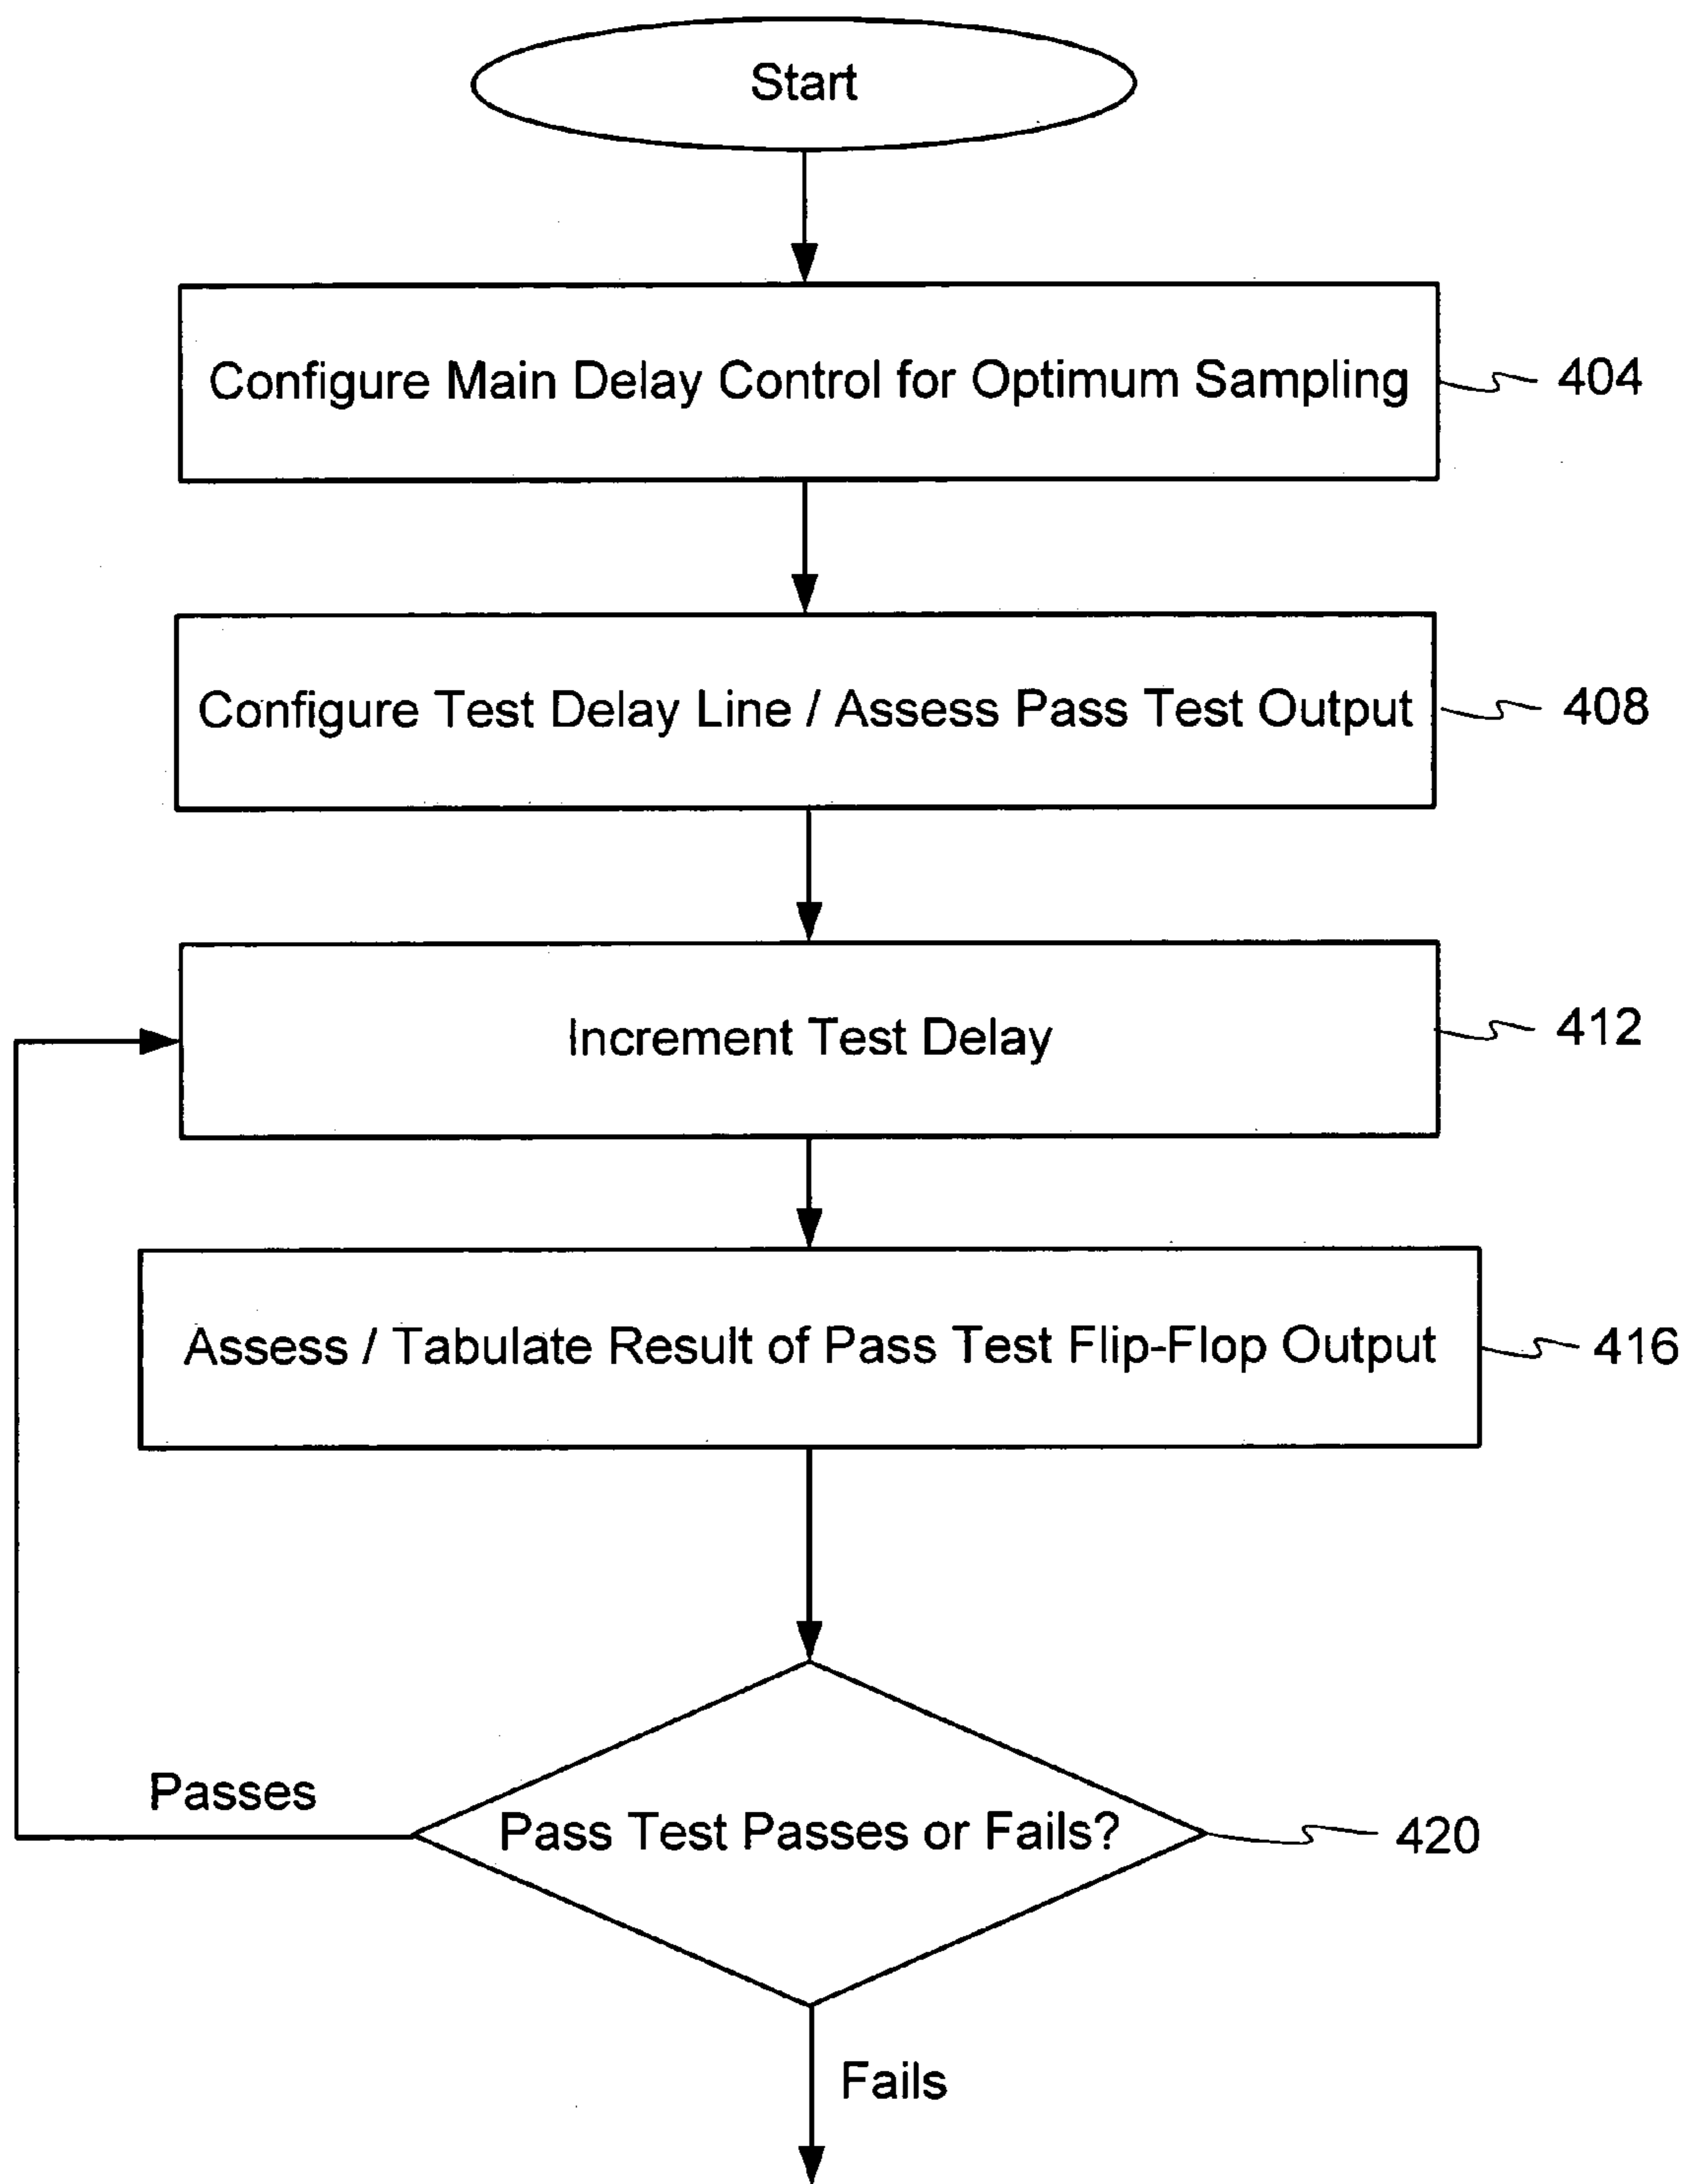 Start
Configure Main Delay Control for Optimum Sampling
404
Configure Test Delay Line / Assess Pass Test Output
408
Increment Test Delay
412
Assess / Tabulate Result of Pass Test Flip-Flop Output
416
Passes
Pass Test Passes or Fails?
420
Fails